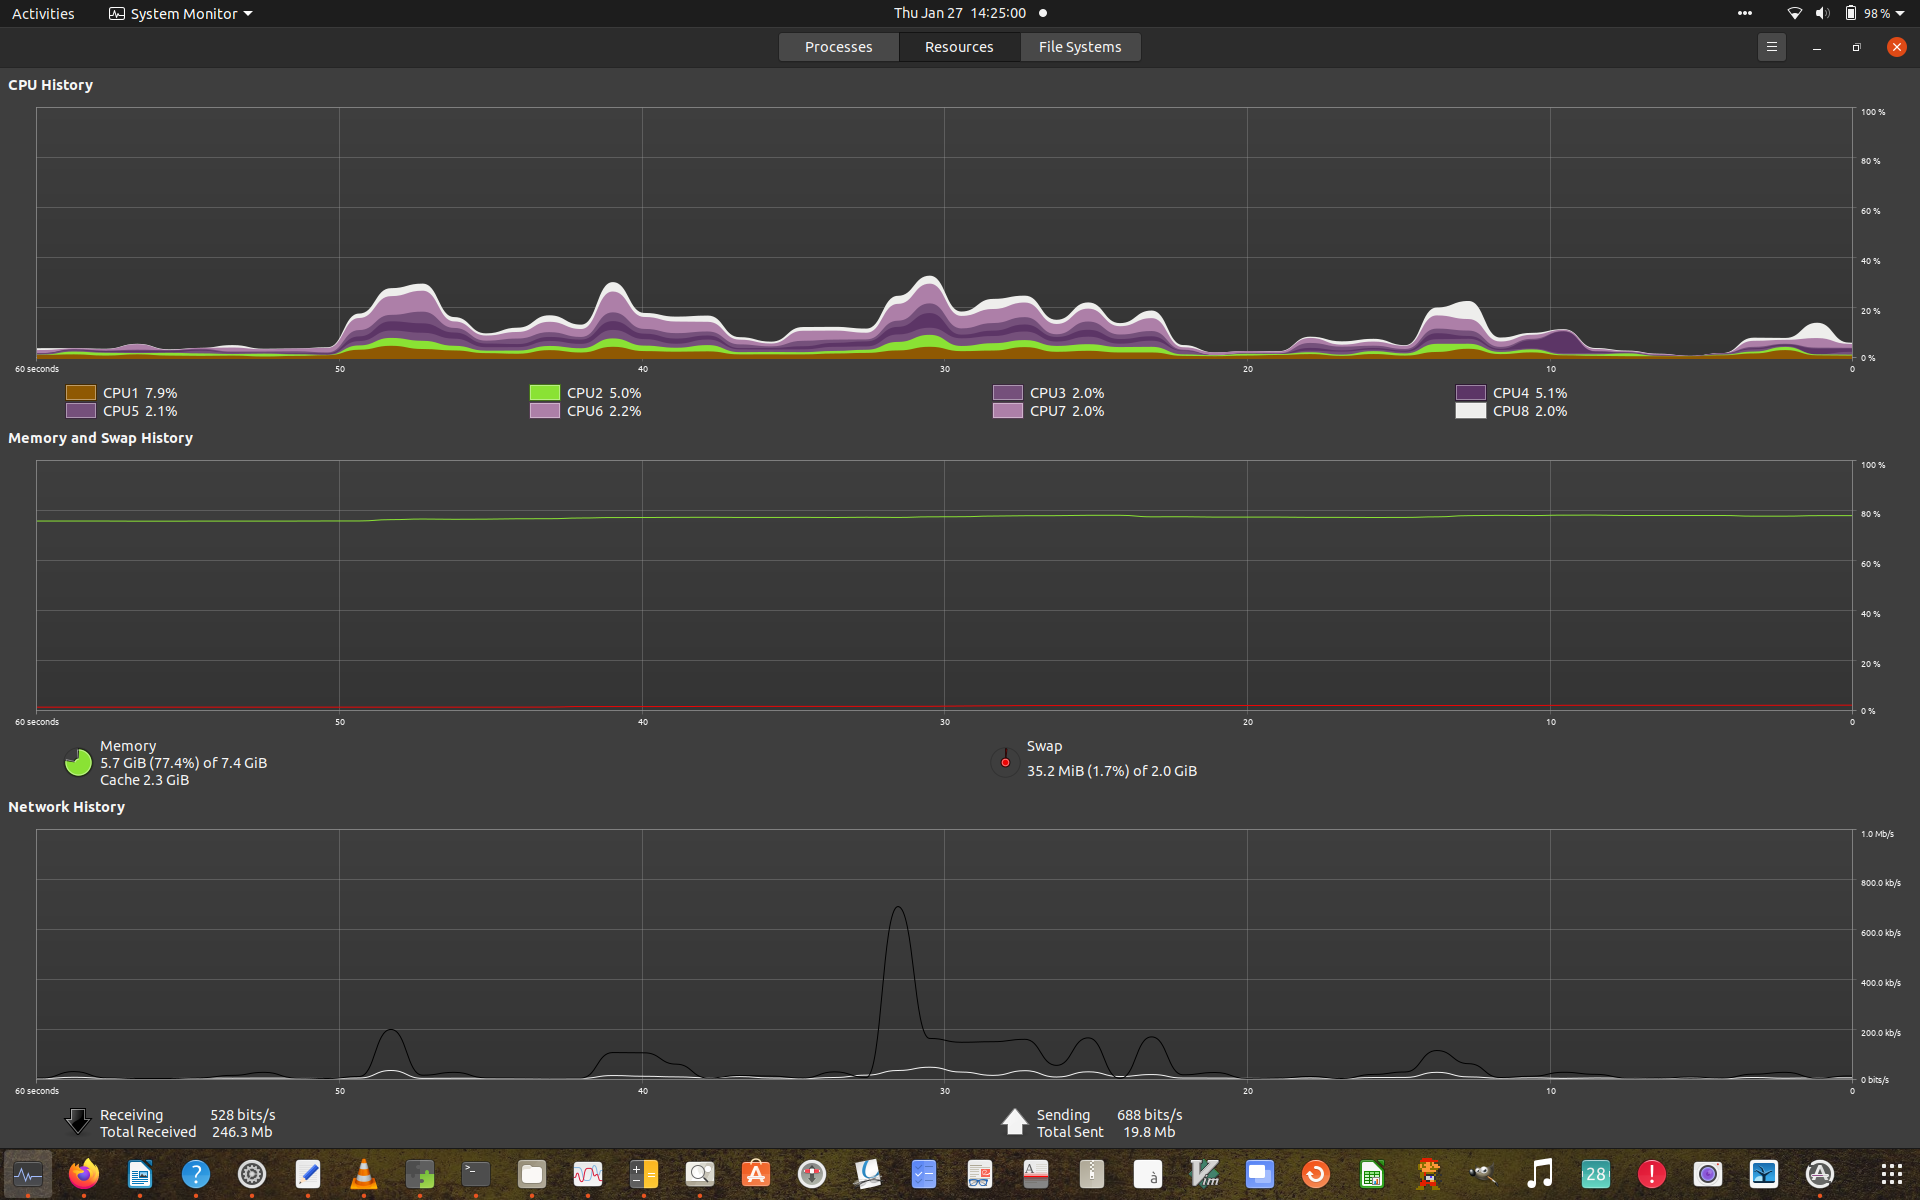 Activities System Monitor Thu Jan 27 14:25:00 98 %
Processes Resources File Systems
CPU History
100 %
80 %
60 %
40 %
20 %
0 %
60 seconds 50 40 30 20 10 0
CPU1 7.9% CPU2 5.0% CPU3 2.0% CPU4 5.1%
CPU5 2.1% CPU6 2.2% CPU7 2.0% CPU8 2.0%
Memory and Swap History
100 %
80 %
60 %
40 %
20 %
0 %
60 seconds 50 40 30 20 10 0
Memory
5.7 GiB (77.4%) of 7.4 GiB
Cache 2.3 GiB
Swap
35.2 MiB (1.7%) of 2.0 GiB
Network History
1.0 Mb/s
800.0 kb/s
600.0 kb/s
400.0 kb/s
200.0 kb/s
0 bits/s
60 seconds 50 40 30 20 10 0
Receiving 528 bits/s
Total Received 246.3 Mb
Sending 688 bits/s
Total Sent 19.8 Mb
? >_ A à Vim 28 !